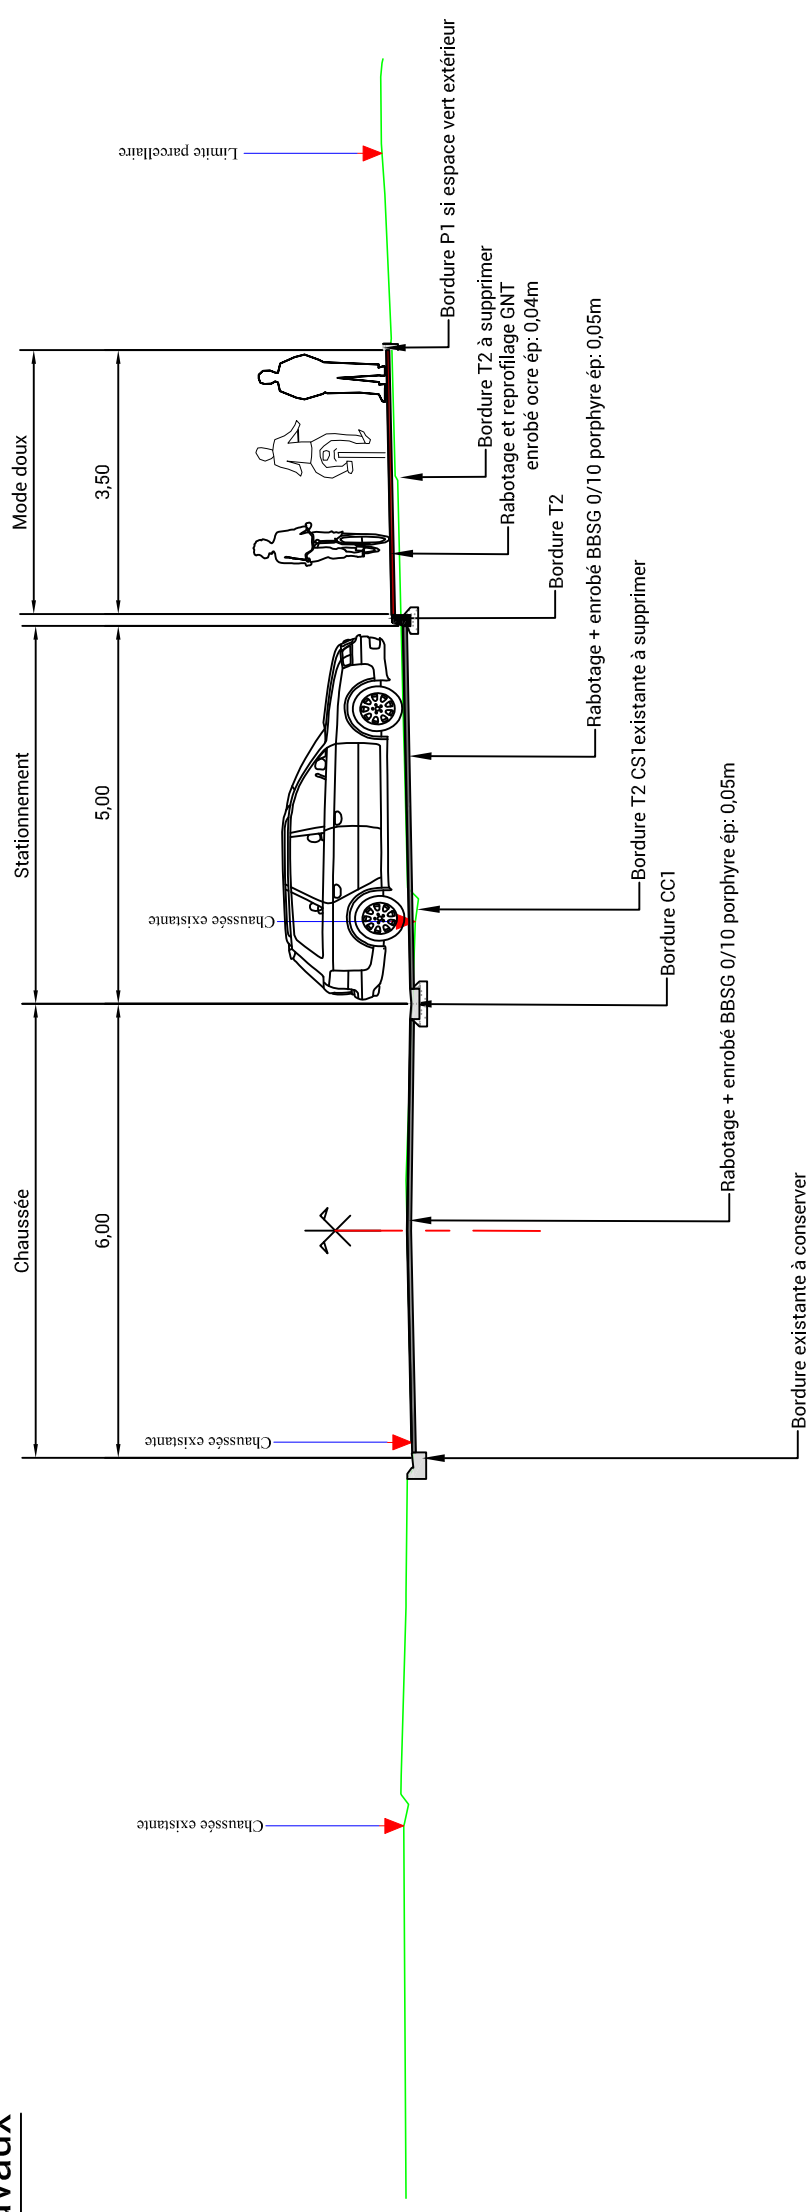 Chaussée
Stationnement
Mode doux
6,00
5,00
3,50
Limite parcellaire
Chaussée existante
Chaussée existante
Chaussée existante
Bordure P1 si espace vert extérieur
Bordure T2 à supprimer
Rabotage et reprofilage GNT
enrobé ocre ép: 0,04m
Bordure T2
Rabotage + enrobé BBSG 0/10 porphyre ép: 0,05m
Bordure T2 CS1existante à supprimer
Bordure CC1
Rabotage + enrobé BBSG 0/10 porphyre ép: 0,05m
Bordure existante à conserver